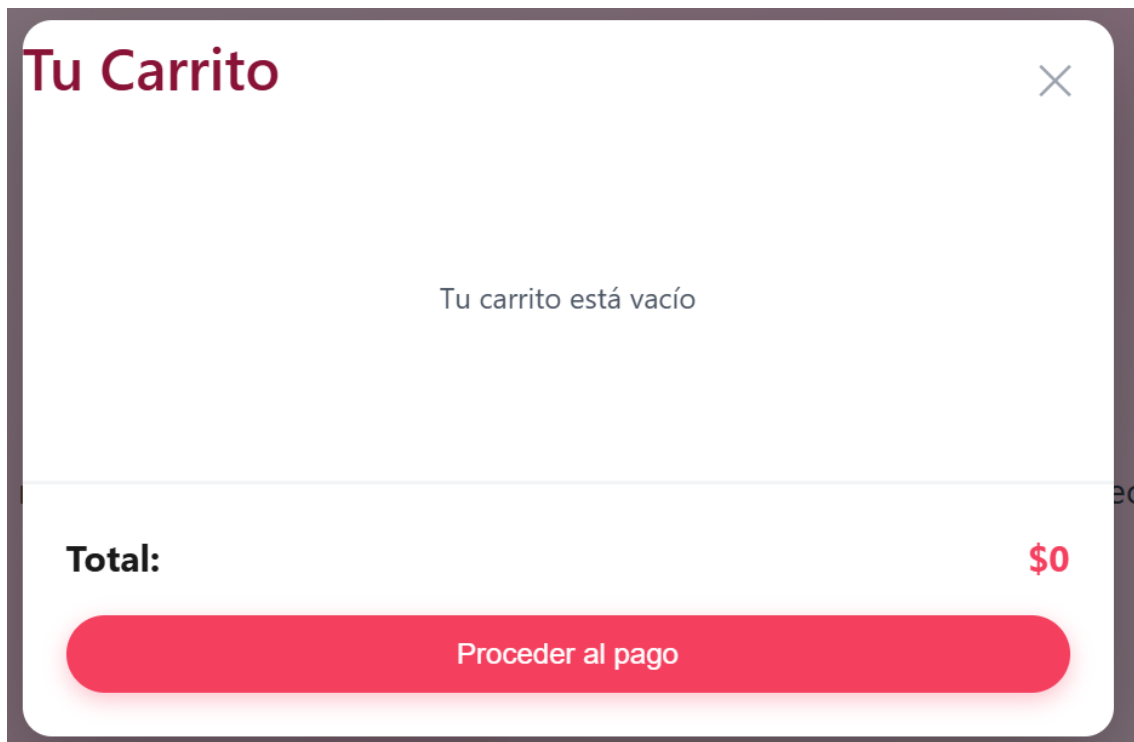 Tu Carrito
Tu carrito está vacío
Total:
$0
Proceder al pago